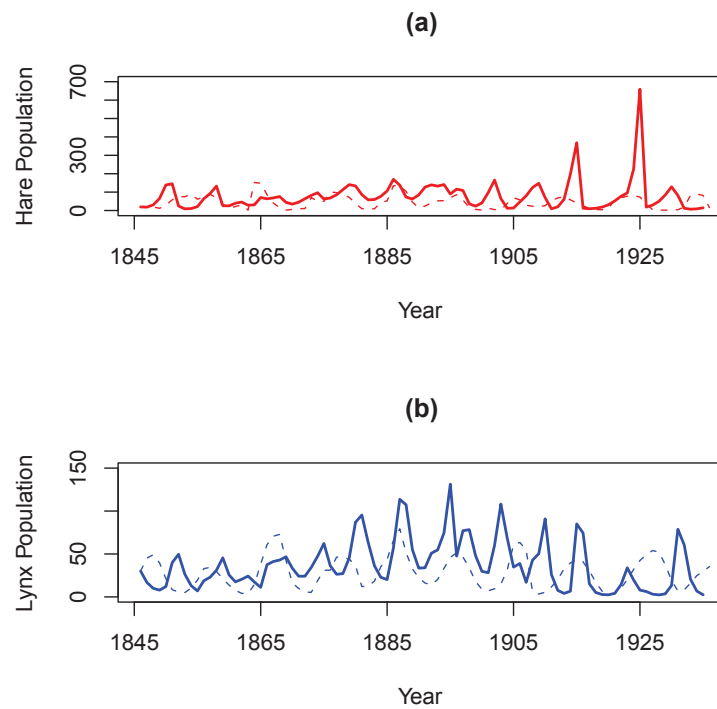 (a)
Hare Population
700
300
0
1845 1865 1885 1905 1925
Year
(b)
Lynx Population
150
50
0
1845 1865 1885 1905 1925
Year